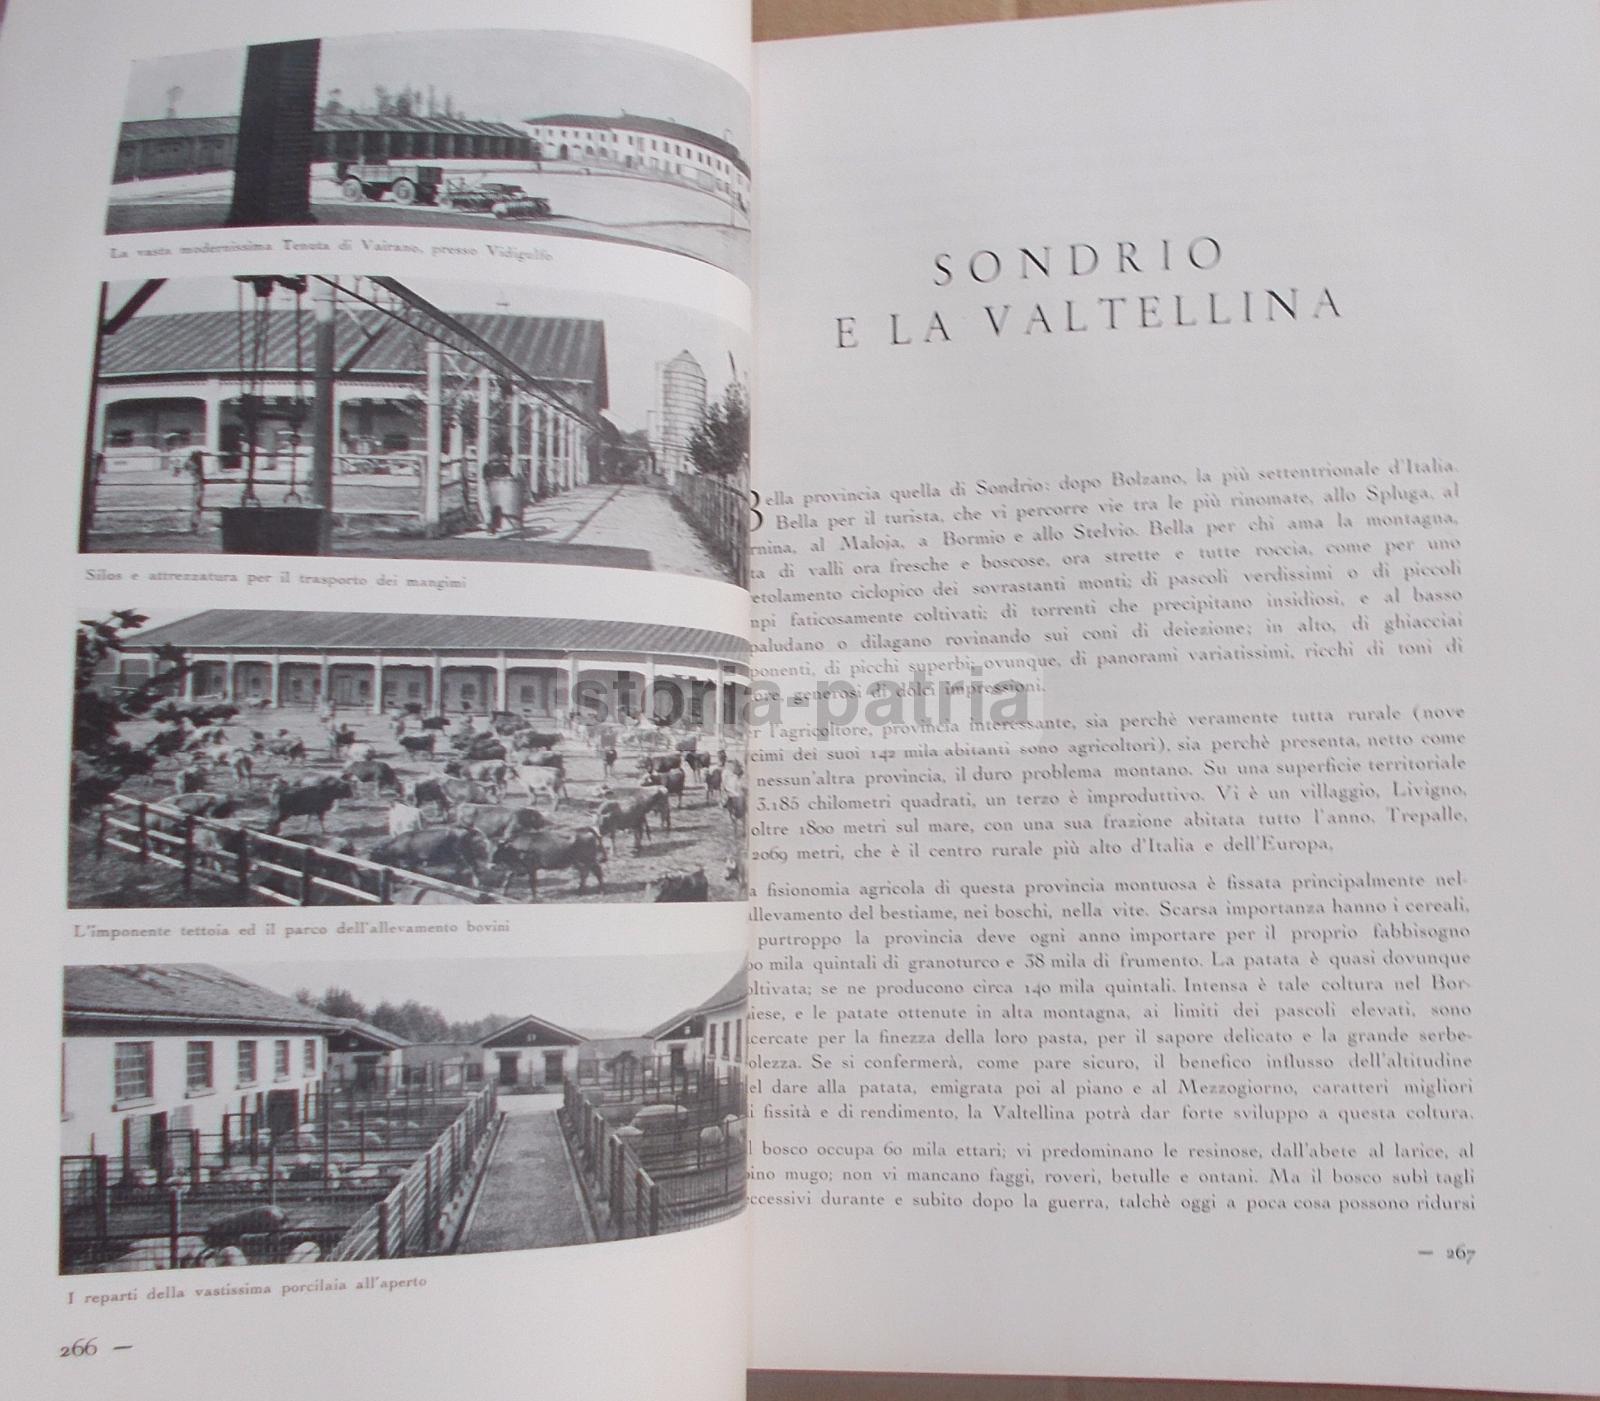 La vasta modernissima Tenuta di Vairano, presso Vidigulfo
Silos e attrezzatura per il trasporto dei mangimi
L'imponente tettoia ed il parco dell'allevamento bovini
I reparti della vastissima porcilaia all'aperto
266 —
SONDRIO
E LA VALTELLINA
Bella provincia quella di Sondrio: dopo Bolzano, la più settentrionale d'Italia.
Bella per il turista, che vi percorre vie tra le più rinomate, allo Spluga, al
rnina, al Maloja, a Bormio e allo Stelvio. Bella per chi ama la montagna,
ta di valli ora fresche e boscose, ora strette e tutte roccia, come per uno
etolamento ciclopico dei sovrastanti monti; di pascoli verdissimi o di piccoli
npi faticosamente coltivati; di torrenti che precipitano insidiosi, e al basso
paludano o dilagano rovinando sui coni di deiezione; in alto, di ghiacciai
ponenti, di picchi superbi; ovunque, di panorami variatissimi, ricchi di toni di
ore, generosi di dolci impressioni.
er l'agricoltore, provincia interessante, sia perchè veramente tutta rurale (nove
cimi dei suoi 142 mila abitanti sono agricoltori), sia perchè presenta, netto come
nessun'altra provincia, il duro problema montano. Su una superficie territoriale
3.185 chilometri quadrati, un terzo è improduttivo. Vi è un villaggio, Livigno,
oltre 1800 metri sul mare, con una sua frazione abitata tutto l'anno, Trepalle,
2069 metri, che è il centro rurale più alto d'Italia e dell'Europa,
a fisionomia agricola di questa provincia montuosa è fissata principalmente nel-
allevamento del bestiame, nei boschi, nella vite. Scarsa importanza hanno i cereali,
purtroppo la provincia deve ogni anno importare per il proprio fabbisogno
00 mila quintali di granoturco e 38 mila di frumento. La patata è quasi dovunque
oltivata; se ne producono circa 140 mila quintali. Intensa è tale coltura nel Bor-
iese, e le patate ottenute in alta montagna, ai limiti dei pascoli elevati, sono
icercate per la finezza della loro pasta, per il sapore delicato e la grande serbe-
olezza. Se si confermerà, come pare sicuro, il benefico influsso dell'altitudine
el dare alla patata, emigrata poi al piano e al Mezzogiorno, caratteri migliori
i fissità e di rendimento, la Valtellina potrà dar forte sviluppo a questa coltura.
l bosco occupa 60 mila ettari; vi predominano le resinose, dall'abete al larice, al
pino mugo; non vi mancano faggi, roveri, betulle e ontani. Ma il bosco subì tagli
eccessivi durante e subito dopo la guerra, talchè oggi a poca cosa possono ridursi
— 267
storia-patria